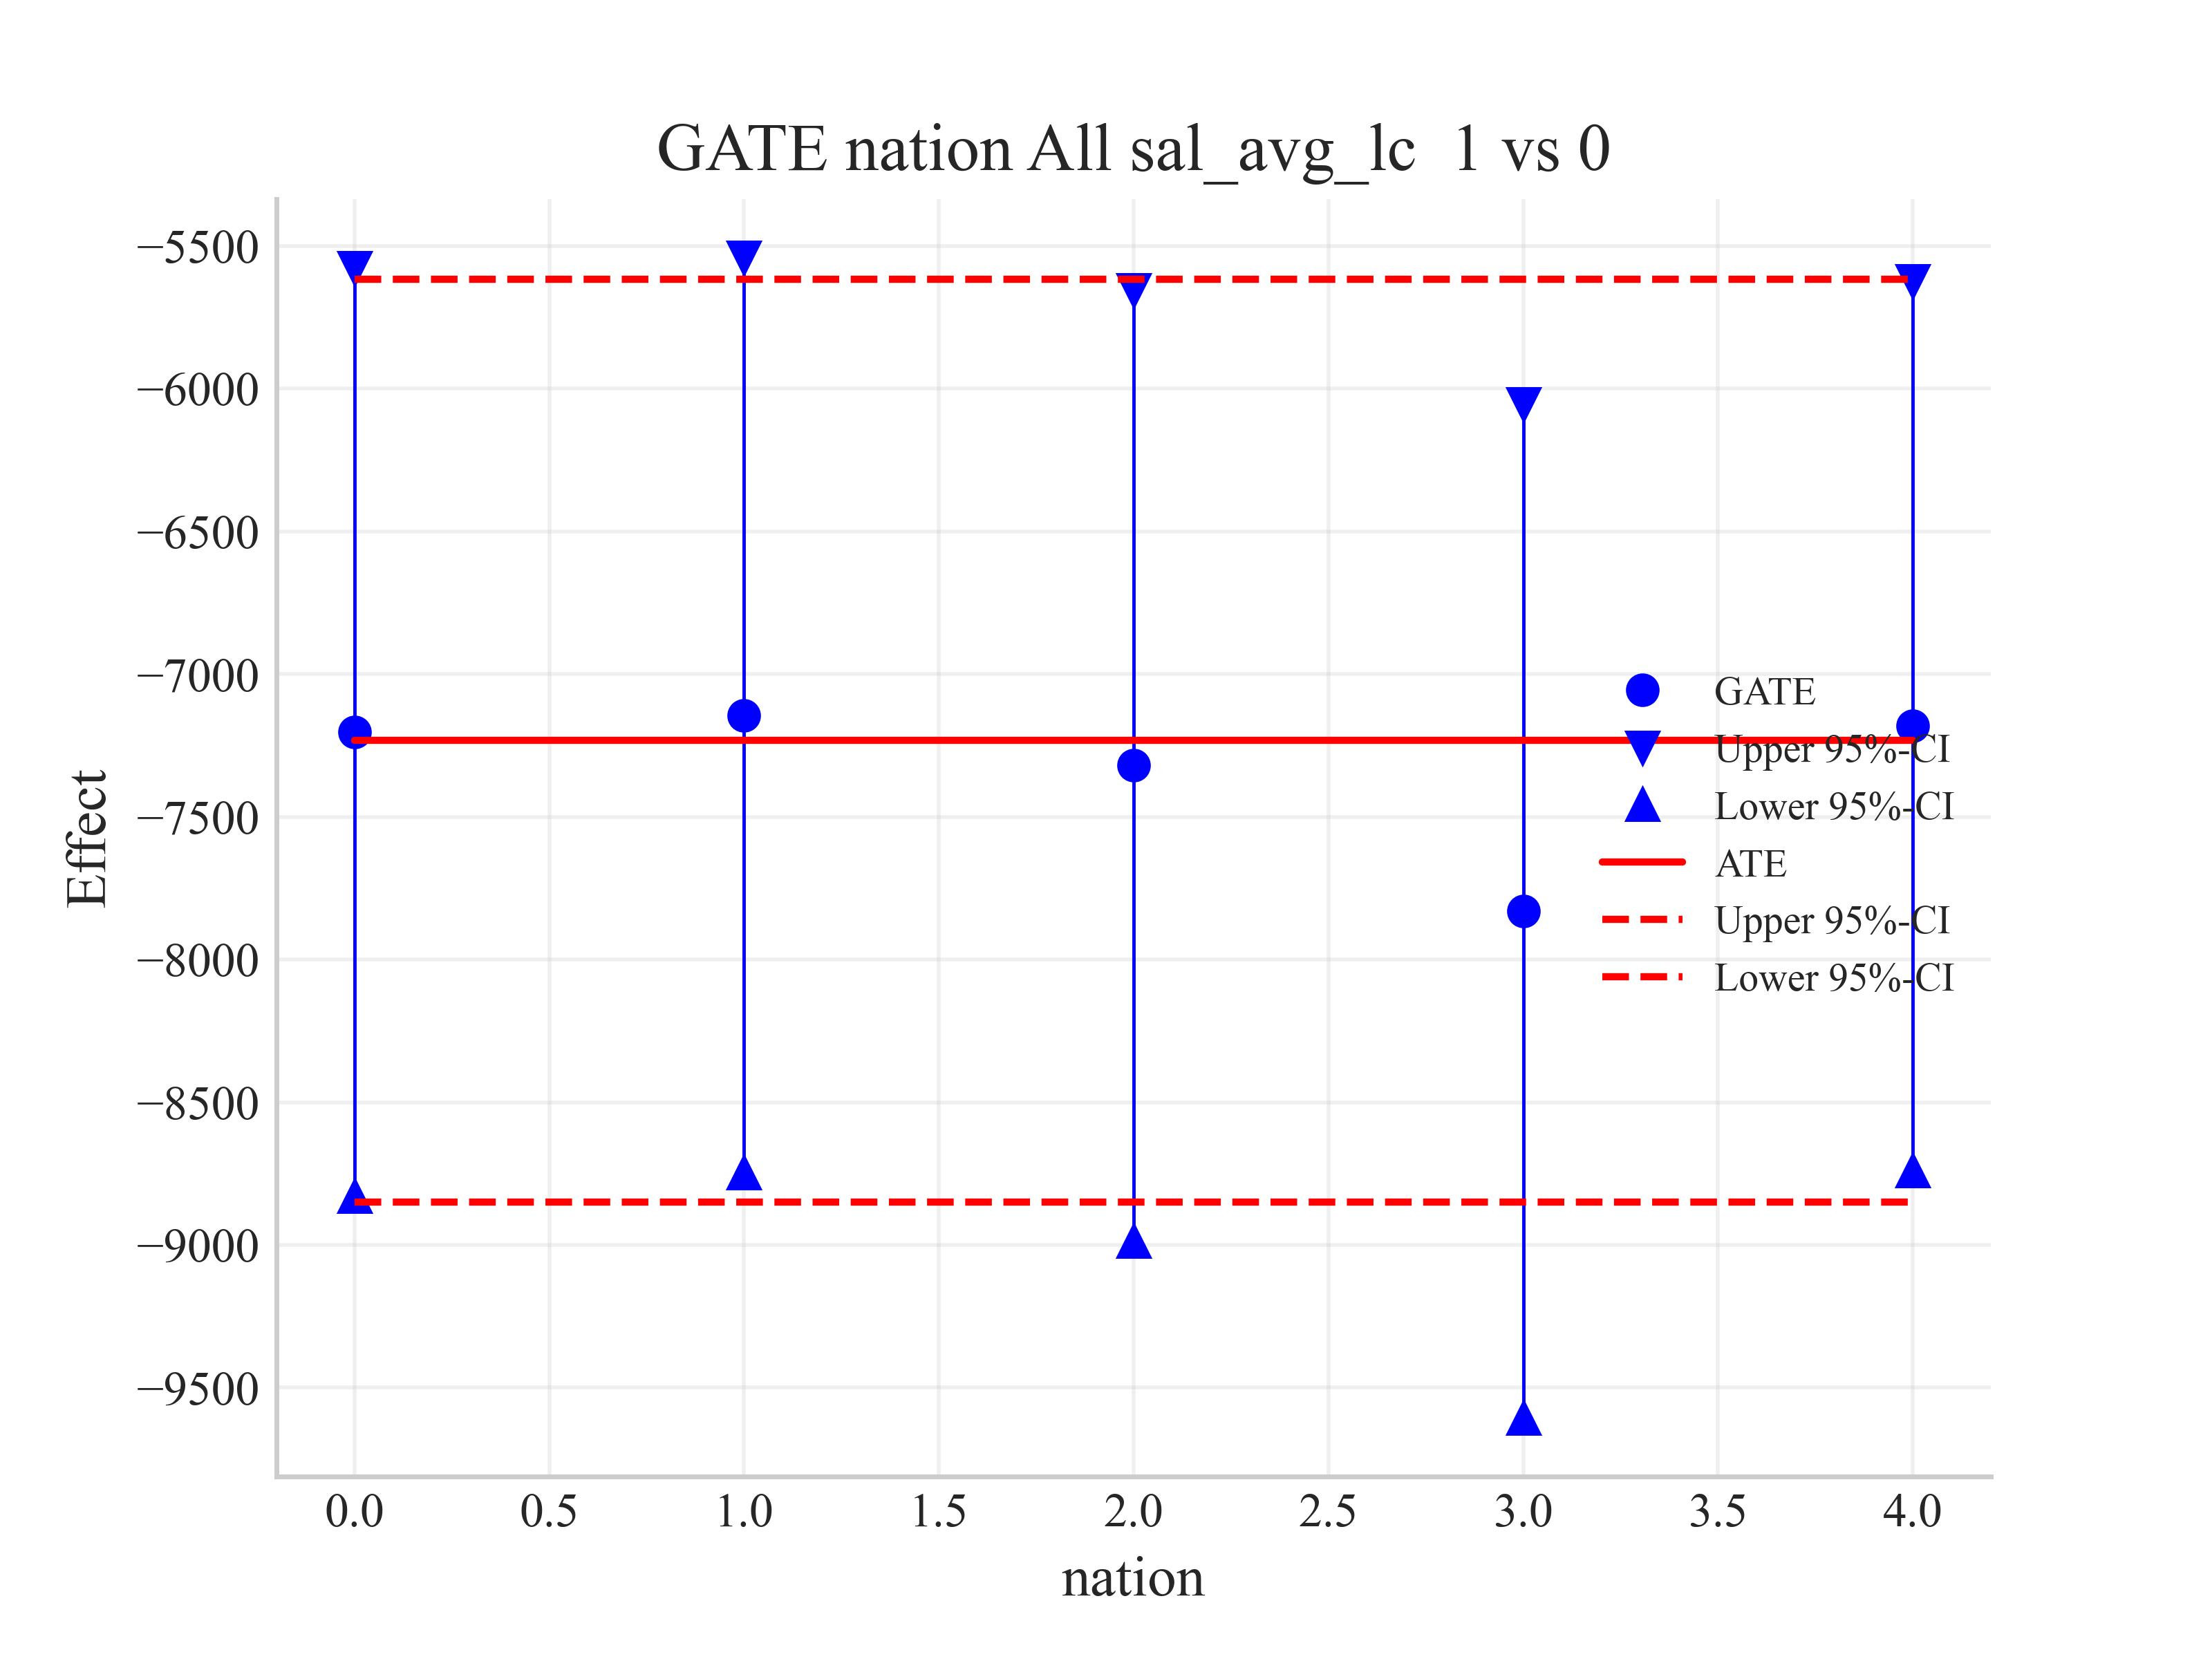 GATE nation All sal_avg_lc  1 vs 0
−5500
−6000
−6500
−7000
−7500
−8000
−8500
−9000
−9500
Effect
GATE
Upper 95%-CI
Lower 95%-CI
ATE
Upper 95%-CI
Lower 95%-CI
0.0 0.5 1.0 1.5 2.0 2.5 3.0 3.5 4.0
nation